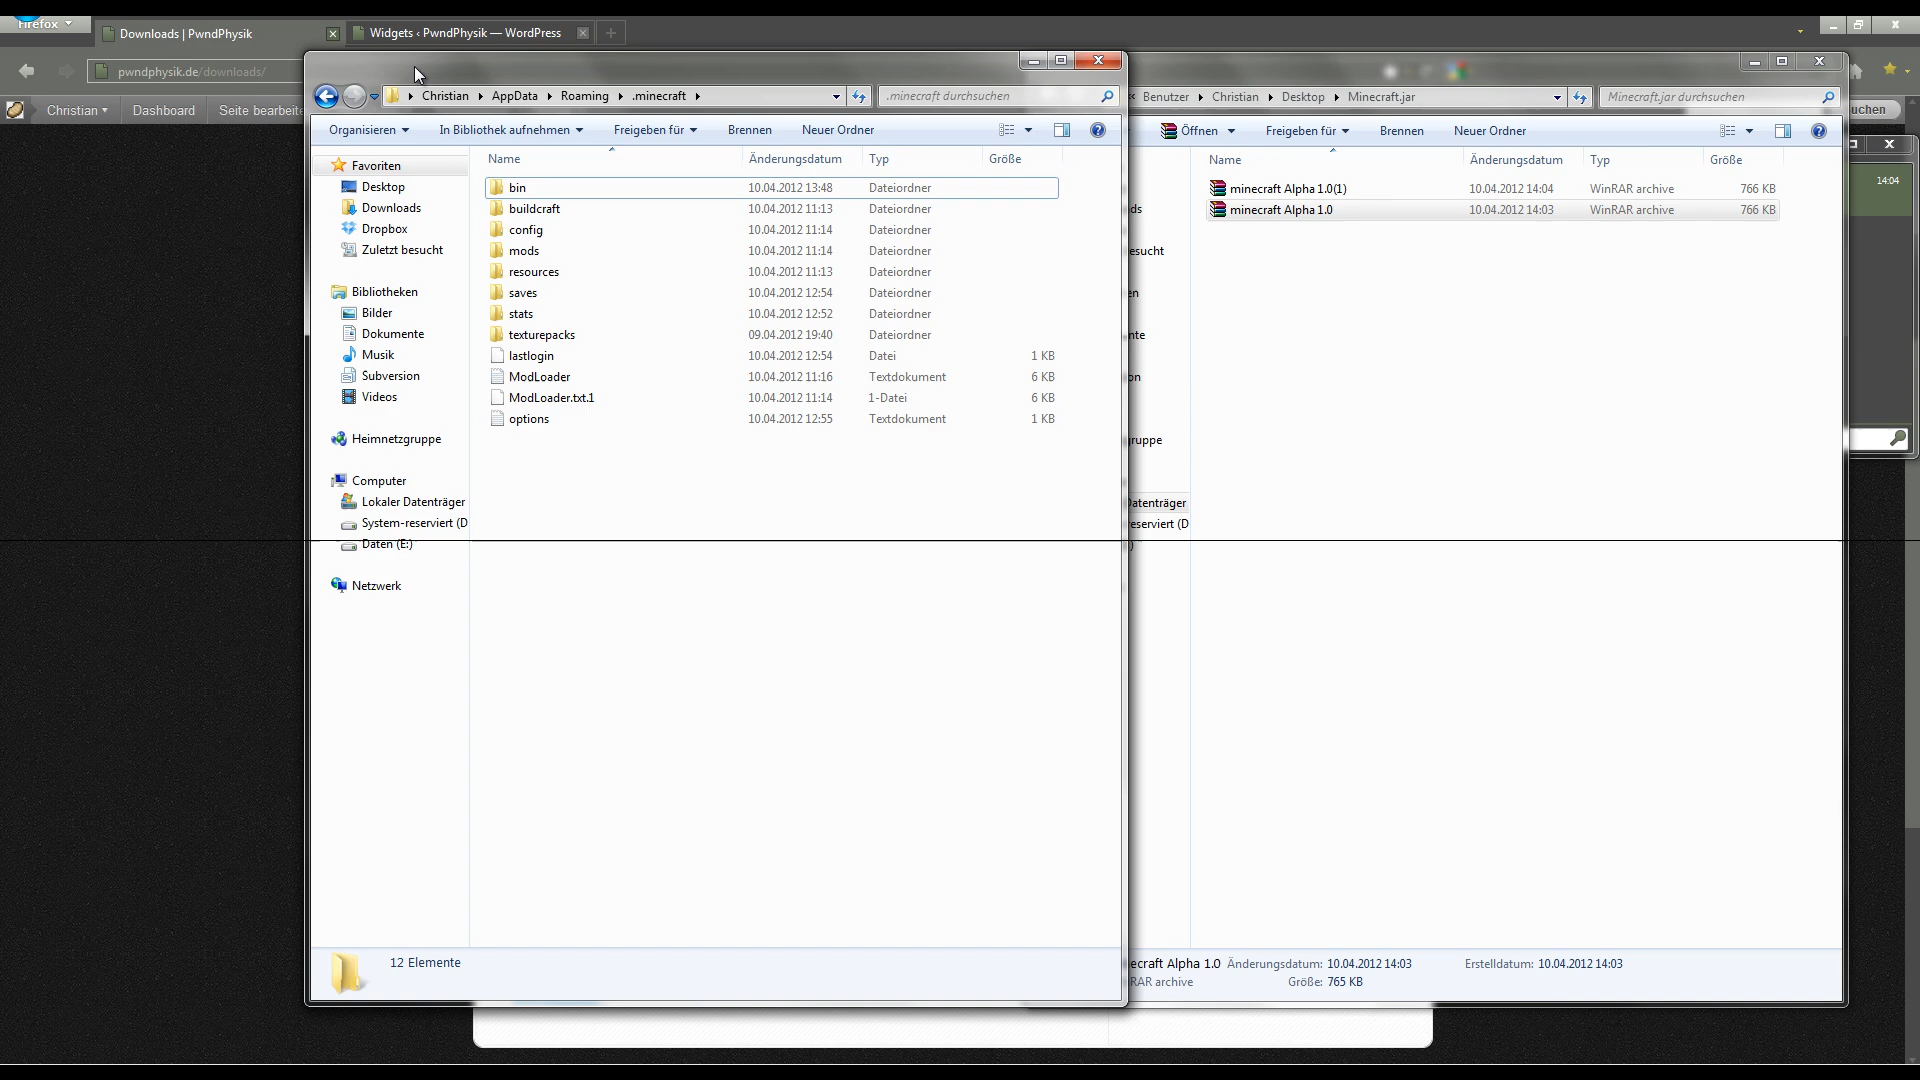 Firefox
Downloads | PwndPhysik
Widgets ‹ PwndPhysik — WordPress
pwndphysik.de/downloads/
Christian
Dashboard
Seite bearbeite
uchen
Christian AppData Roaming .minecraft
.minecraft durchsuchen
Organisieren In Bibliothek aufnehmen Freigeben für Brennen Neuer Ordner
Favoriten
Desktop
Downloads
Dropbox
Zuletzt besucht
Bibliotheken
Bilder
Dokumente
Musik
Subversion
Videos
Heimnetzgruppe
Computer
Lokaler Datenträger
System-reserviert (D
Daten (E:)
Netzwerk
Name Änderungsdatum Typ Größe
bin 10.04.2012 13:48 Dateiordner
buildcraft 10.04.2012 11:13 Dateiordner
config 10.04.2012 11:14 Dateiordner
mods 10.04.2012 11:14 Dateiordner
resources 10.04.2012 11:13 Dateiordner
saves 10.04.2012 12:54 Dateiordner
stats 10.04.2012 12:52 Dateiordner
texturepacks 09.04.2012 19:40 Dateiordner
lastlogin 10.04.2012 12:54 Datei 1 KB
ModLoader 10.04.2012 11:16 Textdokument 6 KB
ModLoader.txt.1 10.04.2012 11:14 1-Datei 6 KB
options 10.04.2012 12:55 Textdokument 1 KB
12 Elemente
Benutzer Christian Desktop Minecraft.jar
Minecraft.jar durchsuchen
Öffnen Freigeben für Brennen Neuer Ordner
ds
esucht
en
nte
on
gruppe
Datenträger
reserviert (D
)
Name Änderungsdatum Typ Größe
minecraft Alpha 1.0(1) 10.04.2012 14:04 WinRAR archive 766 KB
minecraft Alpha 1.0 10.04.2012 14:03 WinRAR archive 766 KB
ecraft Alpha 1.0 Änderungsdatum: 10.04.2012 14:03 Erstelldatum: 10.04.2012 14:03
RAR archive Größe: 765 KB
14:04